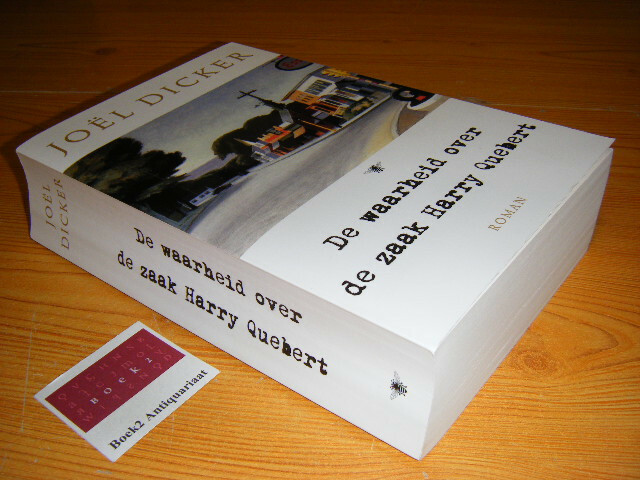 JOËL DICKER
De waarheid over
de zaak Harry Quebert
ROMAN
JOËL
DICKER
De waarheid over
de zaak Harry Quebert
BOEK2
Boek2 Antiquariaat